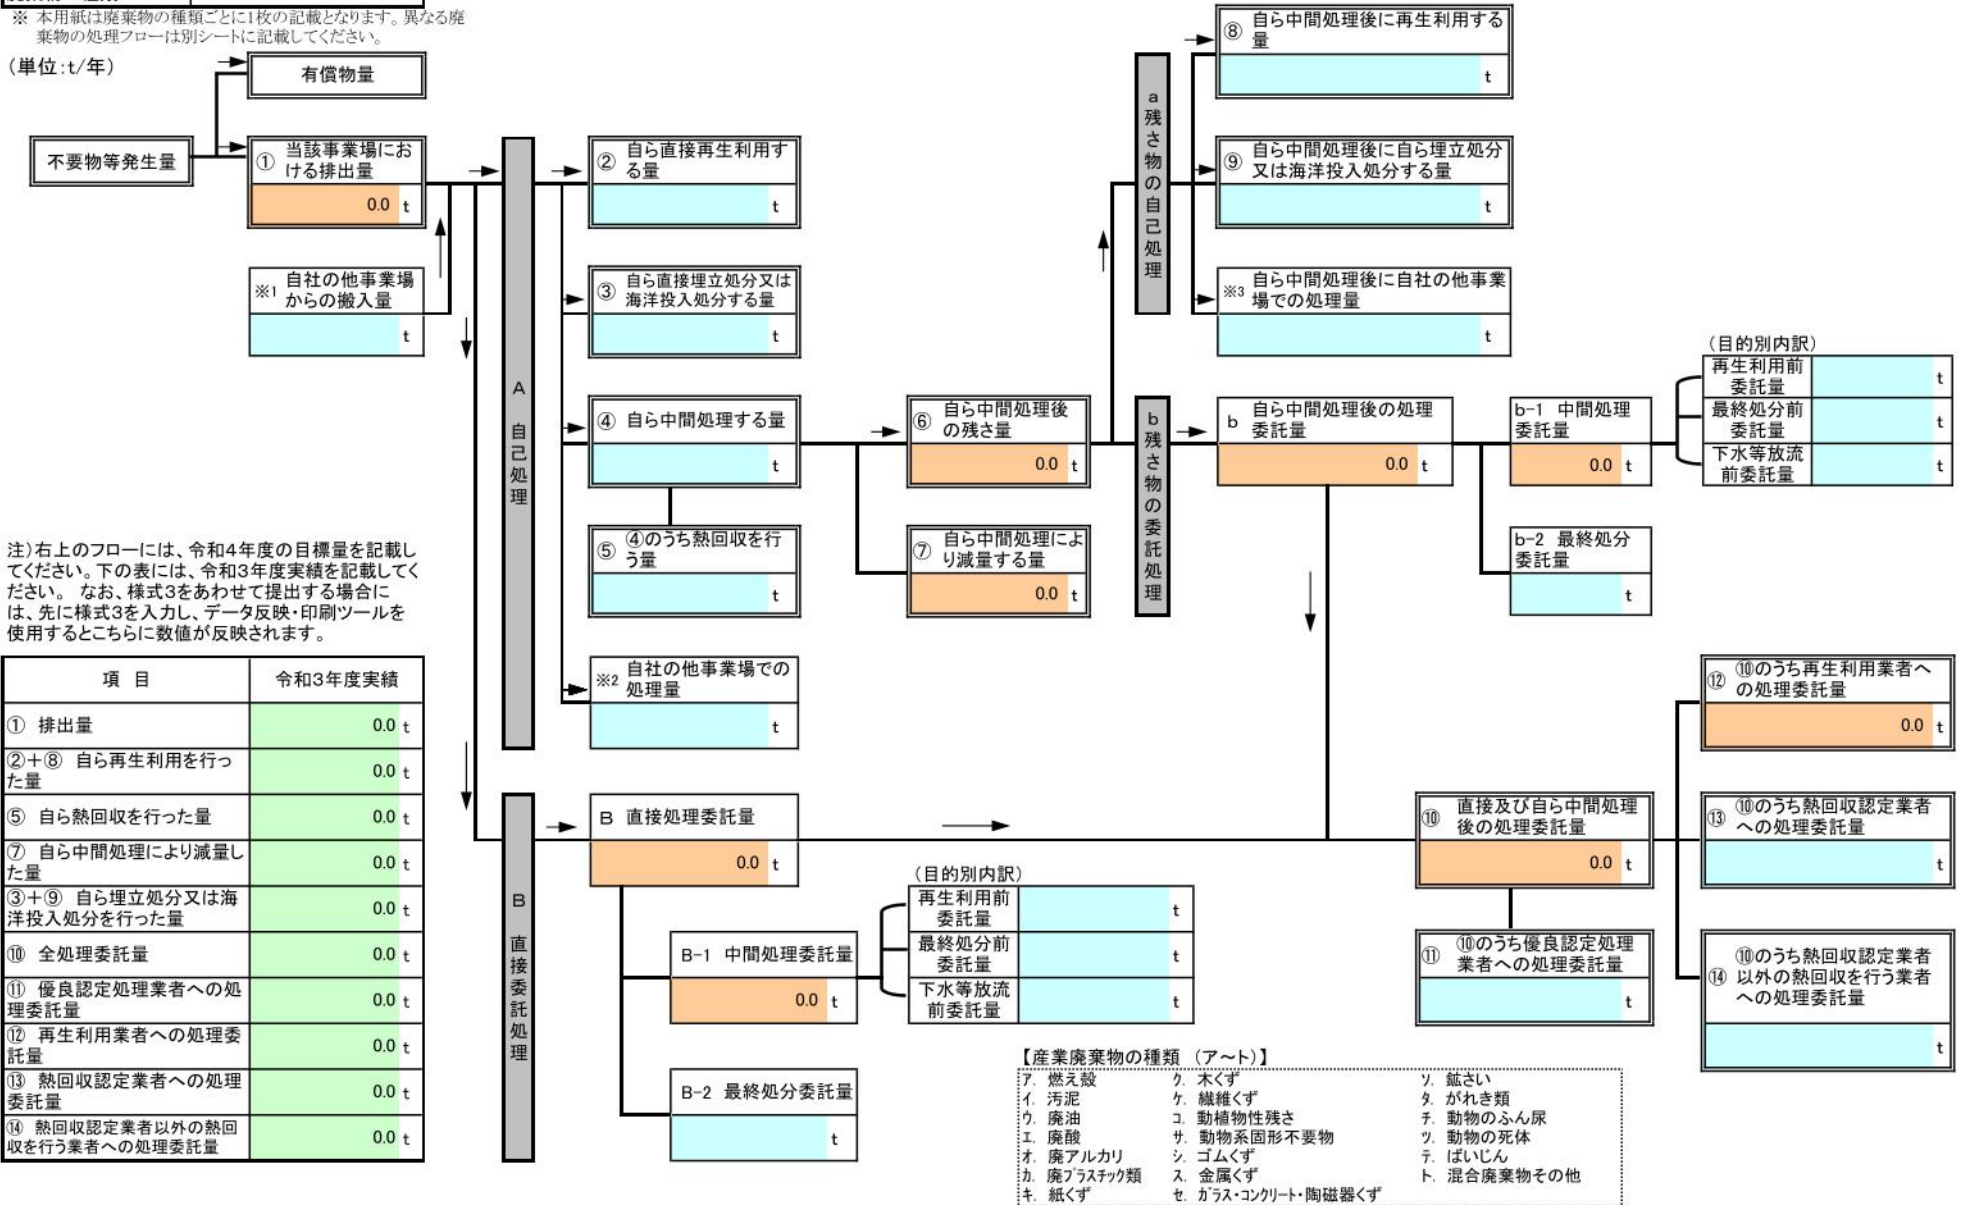 ※ 本用紙は廃棄物の種類ごとに1枚の記載となります。異なる廃
棄物の処理フローは別シートに記載してください。
(単位:t/年)
有償物量
不要物等発生量
① 当該事業場にお
ける排出量
0.0 t
※1 自社の他事業場
からの搬入量
t
A 自己処理
② 自ら直接再生利用す
る量
t
③ 自ら直接埋立処分又は
海洋投入処分する量
t
④ 自ら中間処理する量
t
⑤ ④のうち熱回収を行
う量
t
※2 自社の他事業場での
処理量
t
⑥ 自ら中間処理後
の残さ量
0.0 t
⑦ 自ら中間処理によ
り減量する量
0.0 t
a残さ物の自己処理
⑧ 自ら中間処理後に再生利用する
量
t
⑨ 自ら中間処理後に自ら埋立処分
又は海洋投入処分する量
t
※3 自ら中間処理後に自社の他事業
場での処理量
t
b残さ物の委託処理
b 自ら中間処理後の処理
委託量
0.0 t
b-1 中間処理
委託量
0.0 t
b-2 最終処分
委託量
t
(目的別内訳)
再生利用前
委託量
t
最終処分前
委託量
t
下水等放流
前委託量
t
注)右上のフローには、令和4年度の目標量を記載し
てください。下の表には、令和3年度実績を記載してく
ださい。 なお、様式3をあわせて提出する場合に
は、先に様式3を入力し、データ反映・印刷ツールを
使用するとこちらに数値が反映されます。
項 目 令和3年度実績
① 排出量 0.0 t
②+⑧ 自ら再生利用を行っ
た量 0.0 t
⑤ 自ら熱回収を行った量 0.0 t
⑦ 自ら中間処理により減量し
た量 0.0 t
③+⑨ 自ら埋立処分又は海
洋投入処分を行った量 0.0 t
⑩ 全処理委託量 0.0 t
⑪ 優良認定処理業者への処
理委託量 0.0 t
⑫ 再生利用業者への処理委
託量 0.0 t
⑬ 熱回収認定業者への処理
委託量 0.0 t
⑭ 熱回収認定業者以外の熱回
収を行う業者への処理委託量 0.0 t
B 直接委託処理
B 直接処理委託量
0.0 t
B-1 中間処理委託量
0.0 t
B-2 最終処分委託量
t
(目的別内訳)
再生利用前
委託量
t
最終処分前
委託量
t
下水等放流
前委託量
t
⑩ 直接及び自ら中間処理
後の処理委託量
0.0 t
⑪ ⑩のうち優良認定処理
業者への処理委託量
t
⑫ ⑩のうち再生利用業者へ
の処理委託量
0.0 t
⑬ ⑩のうち熱回収認定業者
への処理委託量
t
⑭ ⑩のうち熱回収認定業者
以外の熱回収を行う業者
への処理委託量
t
【産業廃棄物の種類 (ア~ト)】
ア. 燃え殻 ク. 木くず ソ. 鉱さい
イ. 汚泥 ケ. 繊維くず タ. がれき類
ウ. 廃油 コ. 動植物性残さ チ. 動物のふん尿
エ. 廃酸 サ. 動物系固形不要物 ツ. 動物の死体
オ. 廃アルカリ シ. ゴムくず テ. ばいじん
カ. 廃プラスチック類 ス. 金属くず ト. 混合廃棄物その他
キ. 紙くず セ. ガラス・コンクリート・陶磁器くず